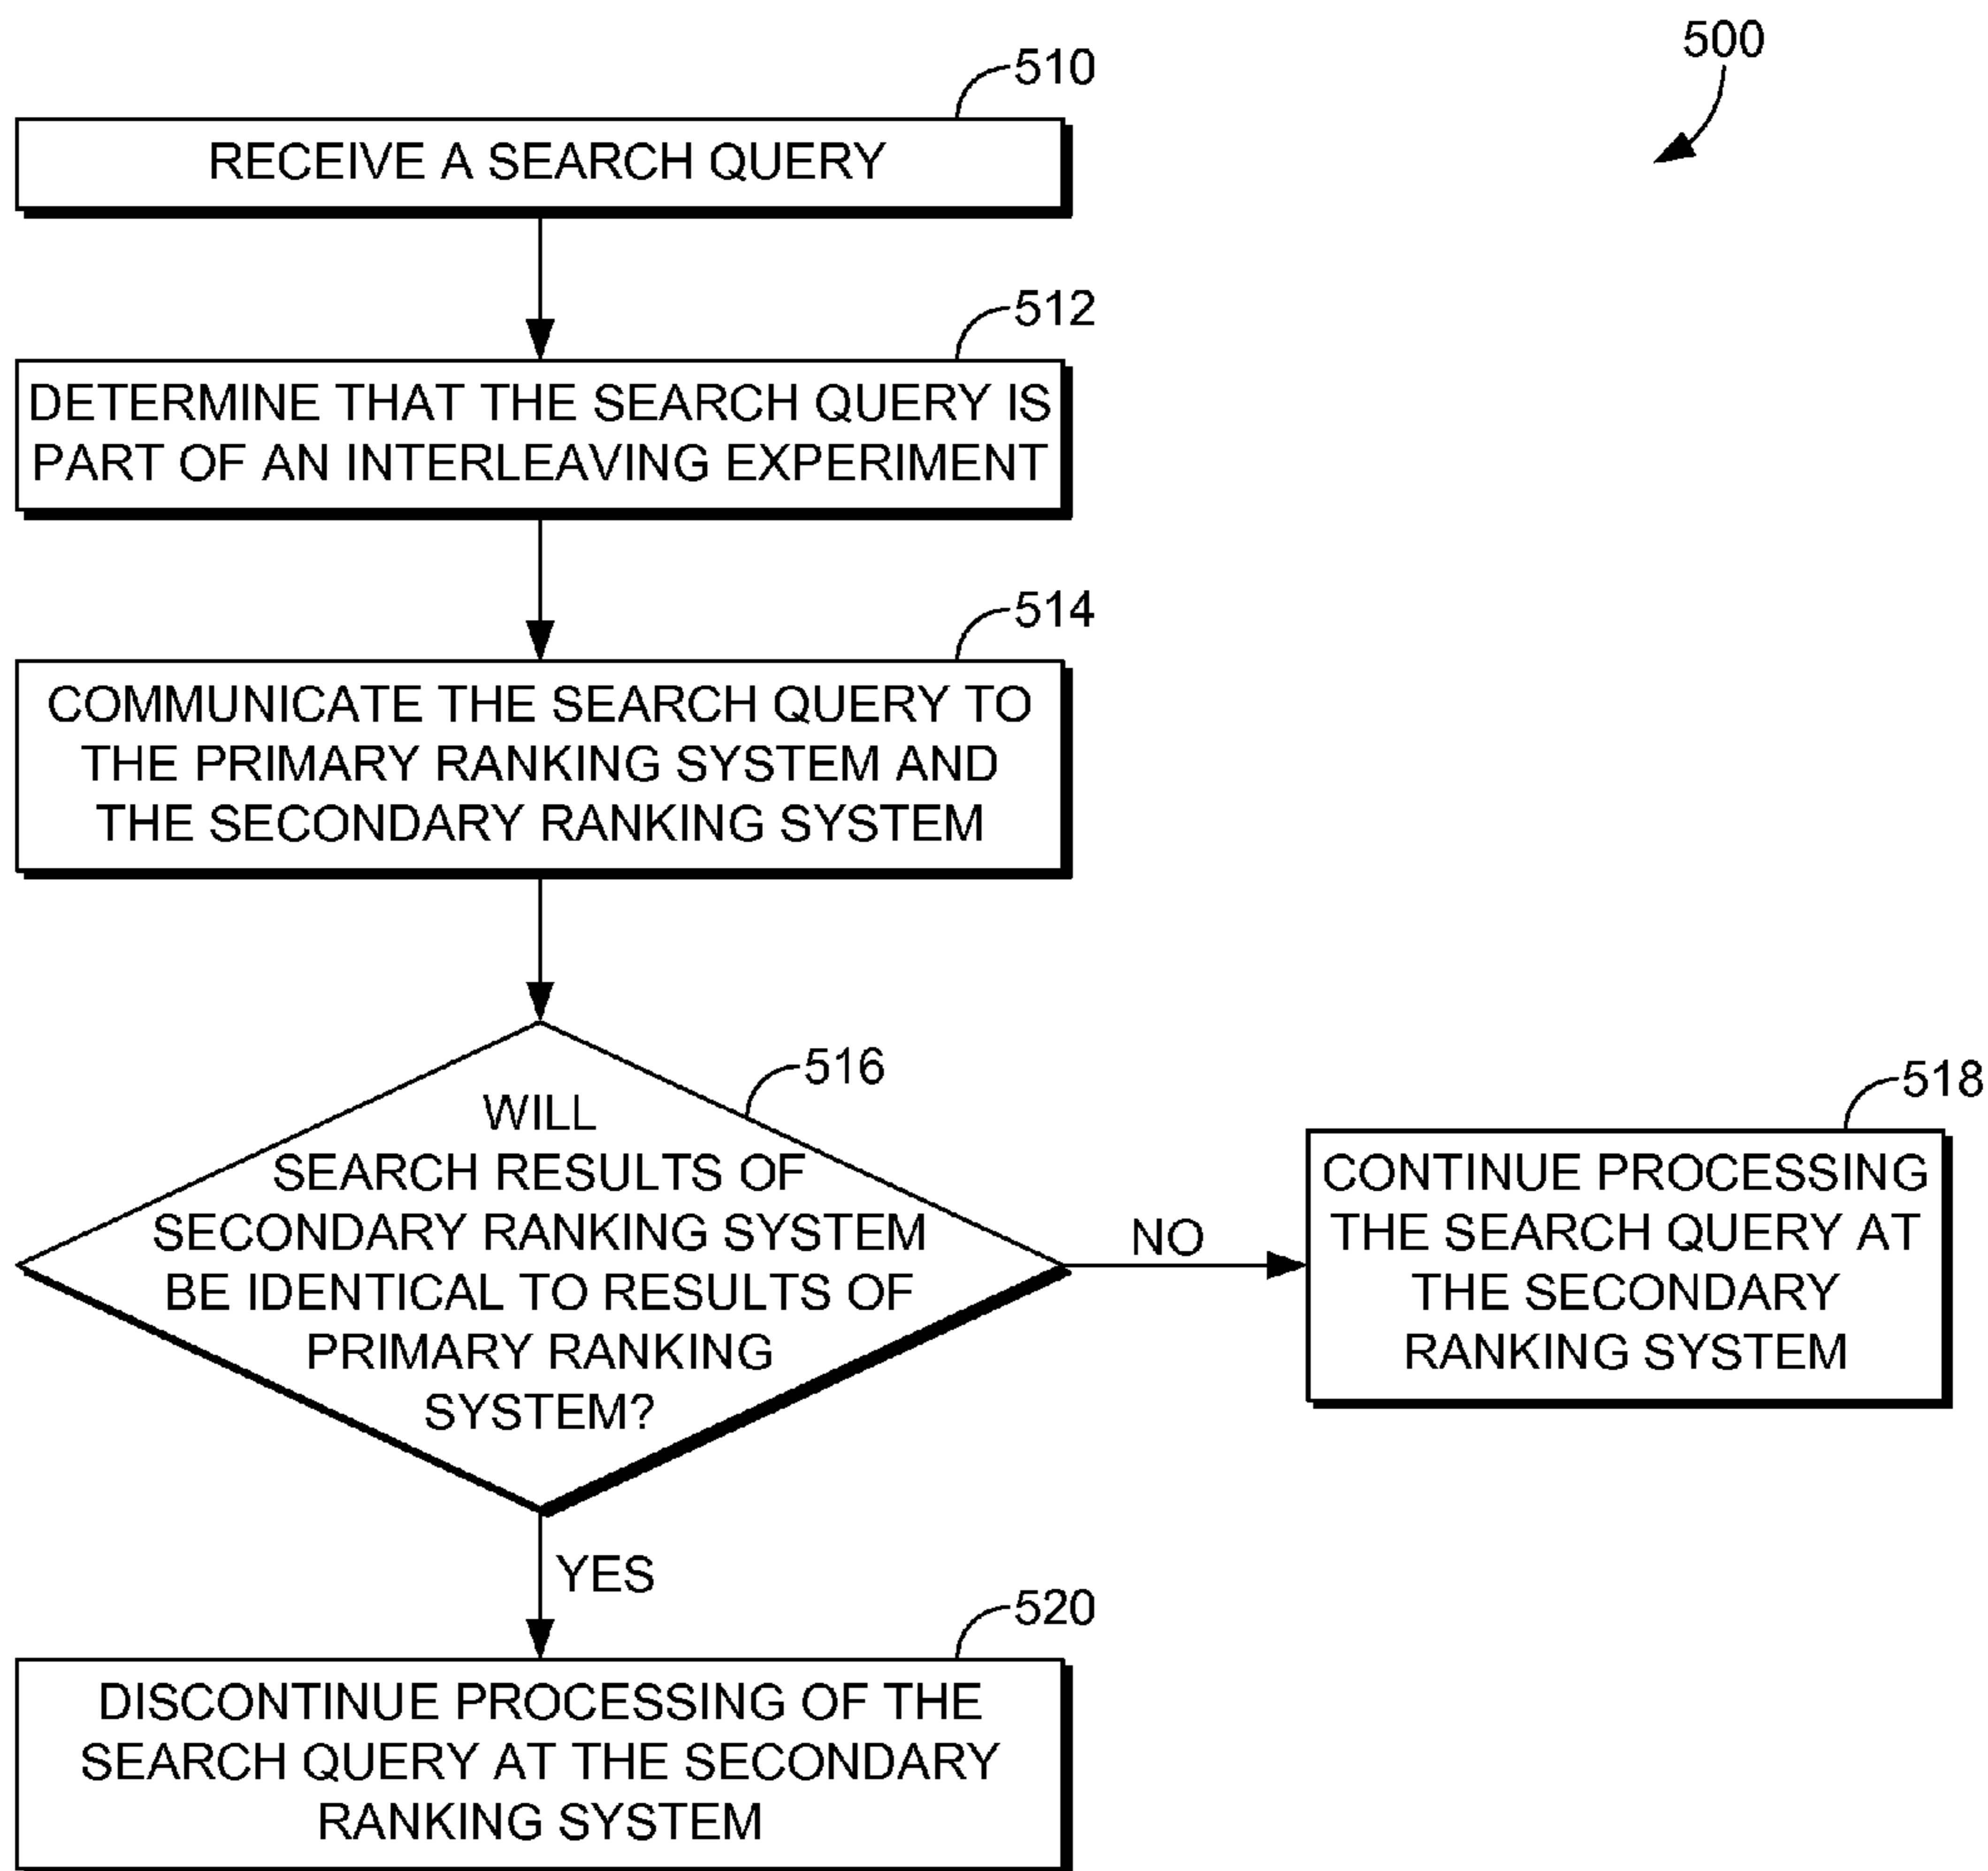 500
510
RECEIVE A SEARCH QUERY
512
DETERMINE THAT THE SEARCH QUERY IS
PART OF AN INTERLEAVING EXPERIMENT
514
COMMUNICATE THE SEARCH QUERY TO
THE PRIMARY RANKING SYSTEM AND
THE SECONDARY RANKING SYSTEM
516
WILL
SEARCH RESULTS OF
SECONDARY RANKING SYSTEM
BE IDENTICAL TO RESULTS OF
PRIMARY RANKING
SYSTEM?
NO
518
CONTINUE PROCESSING
THE SEARCH QUERY AT
THE SECONDARY
RANKING SYSTEM
YES
520
DISCONTINUE PROCESSING OF THE
SEARCH QUERY AT THE SECONDARY
RANKING SYSTEM